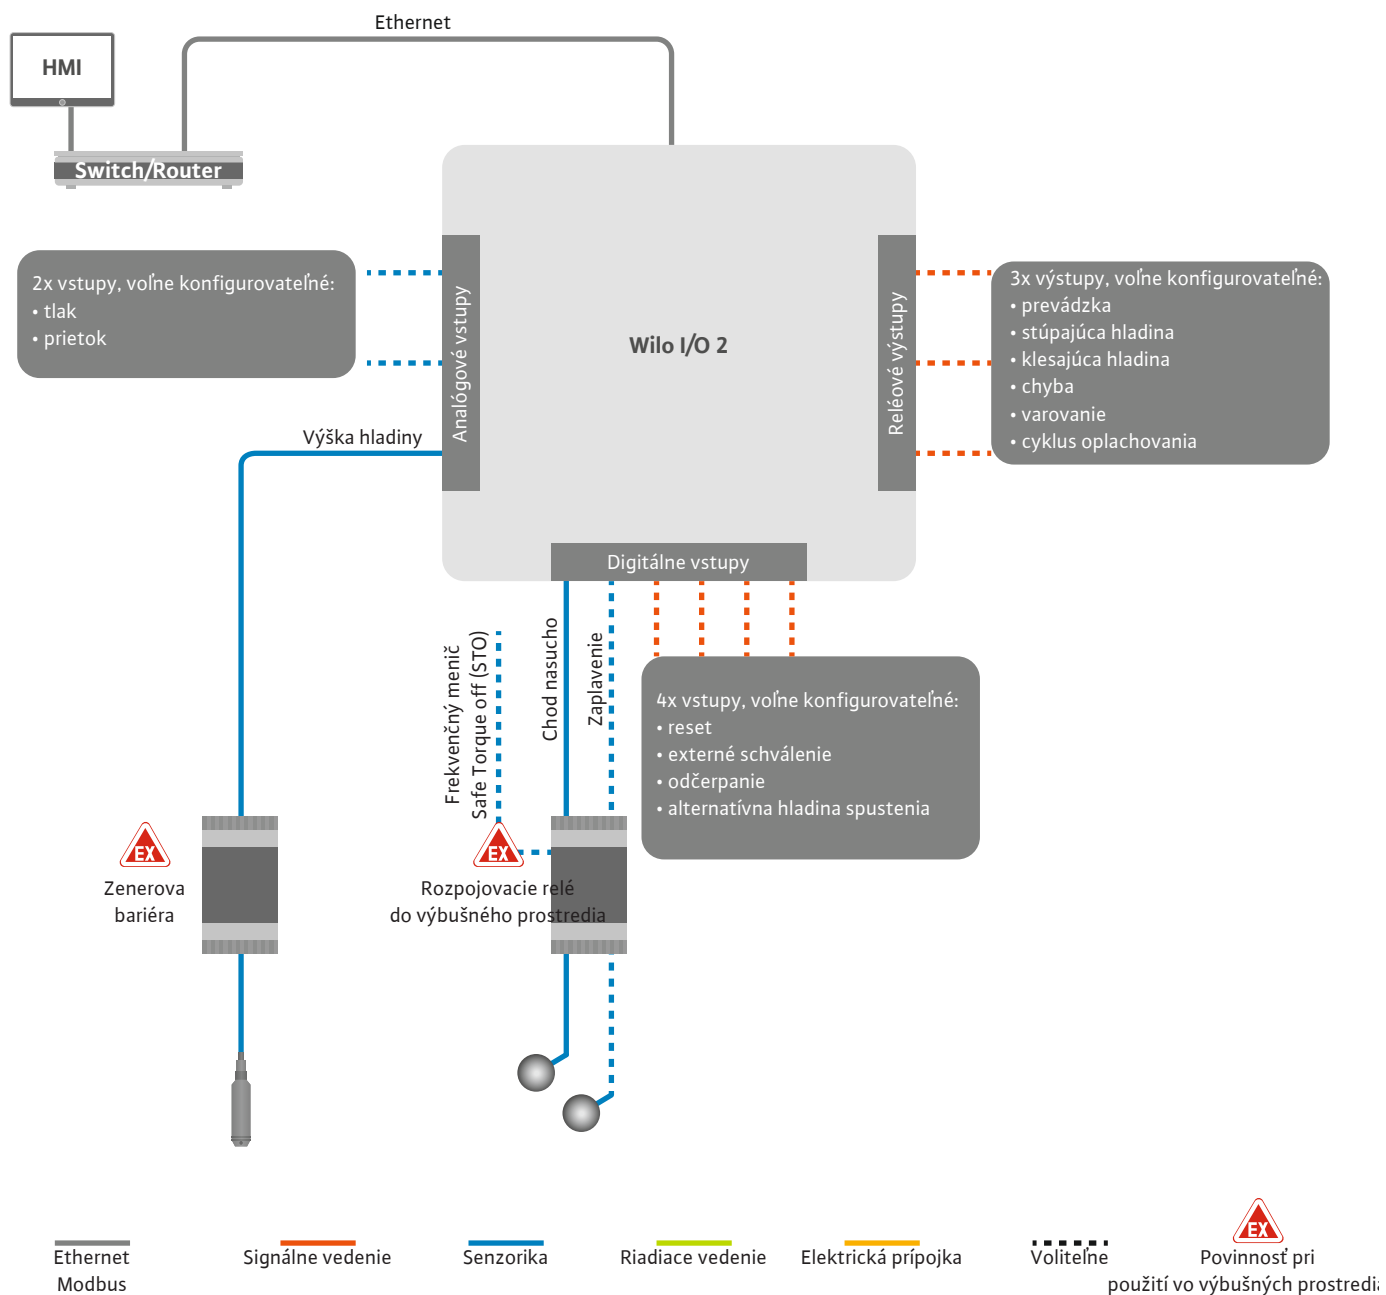 Ethernet
HMI
Switch/Router
2x vstupy, voľne konfigurovateľné:
• tlak
• prietok
Analógové vstupy
Wilo I/O 2
Reléové výstupy
3x výstupy, voľne konfigurovateľné:
• prevádzka
• stúpajúca hladina
• klesajúca hladina
• chyba
• varovanie
• cyklus oplachovania
Výška hladiny
Digitálne vstupy
Frekvenčný menič
Safe Torque off (STO)
Chod nasucho
Zaplavenie
4x vstupy, voľne konfigurovateľné:
• reset
• externé schválenie
• odčerpanie
• alternatívna hladina spustenia
EX
Zenerova
bariéra
EX
Rozpojovacie relé
do výbušného prostredia
Ethernet
Modbus
Signálne vedenie
Senzorika
Riadiace vedenie
Elektrická prípojka
Voliteľne
EX
Povinnosť pri
použití vo výbušných prostredia